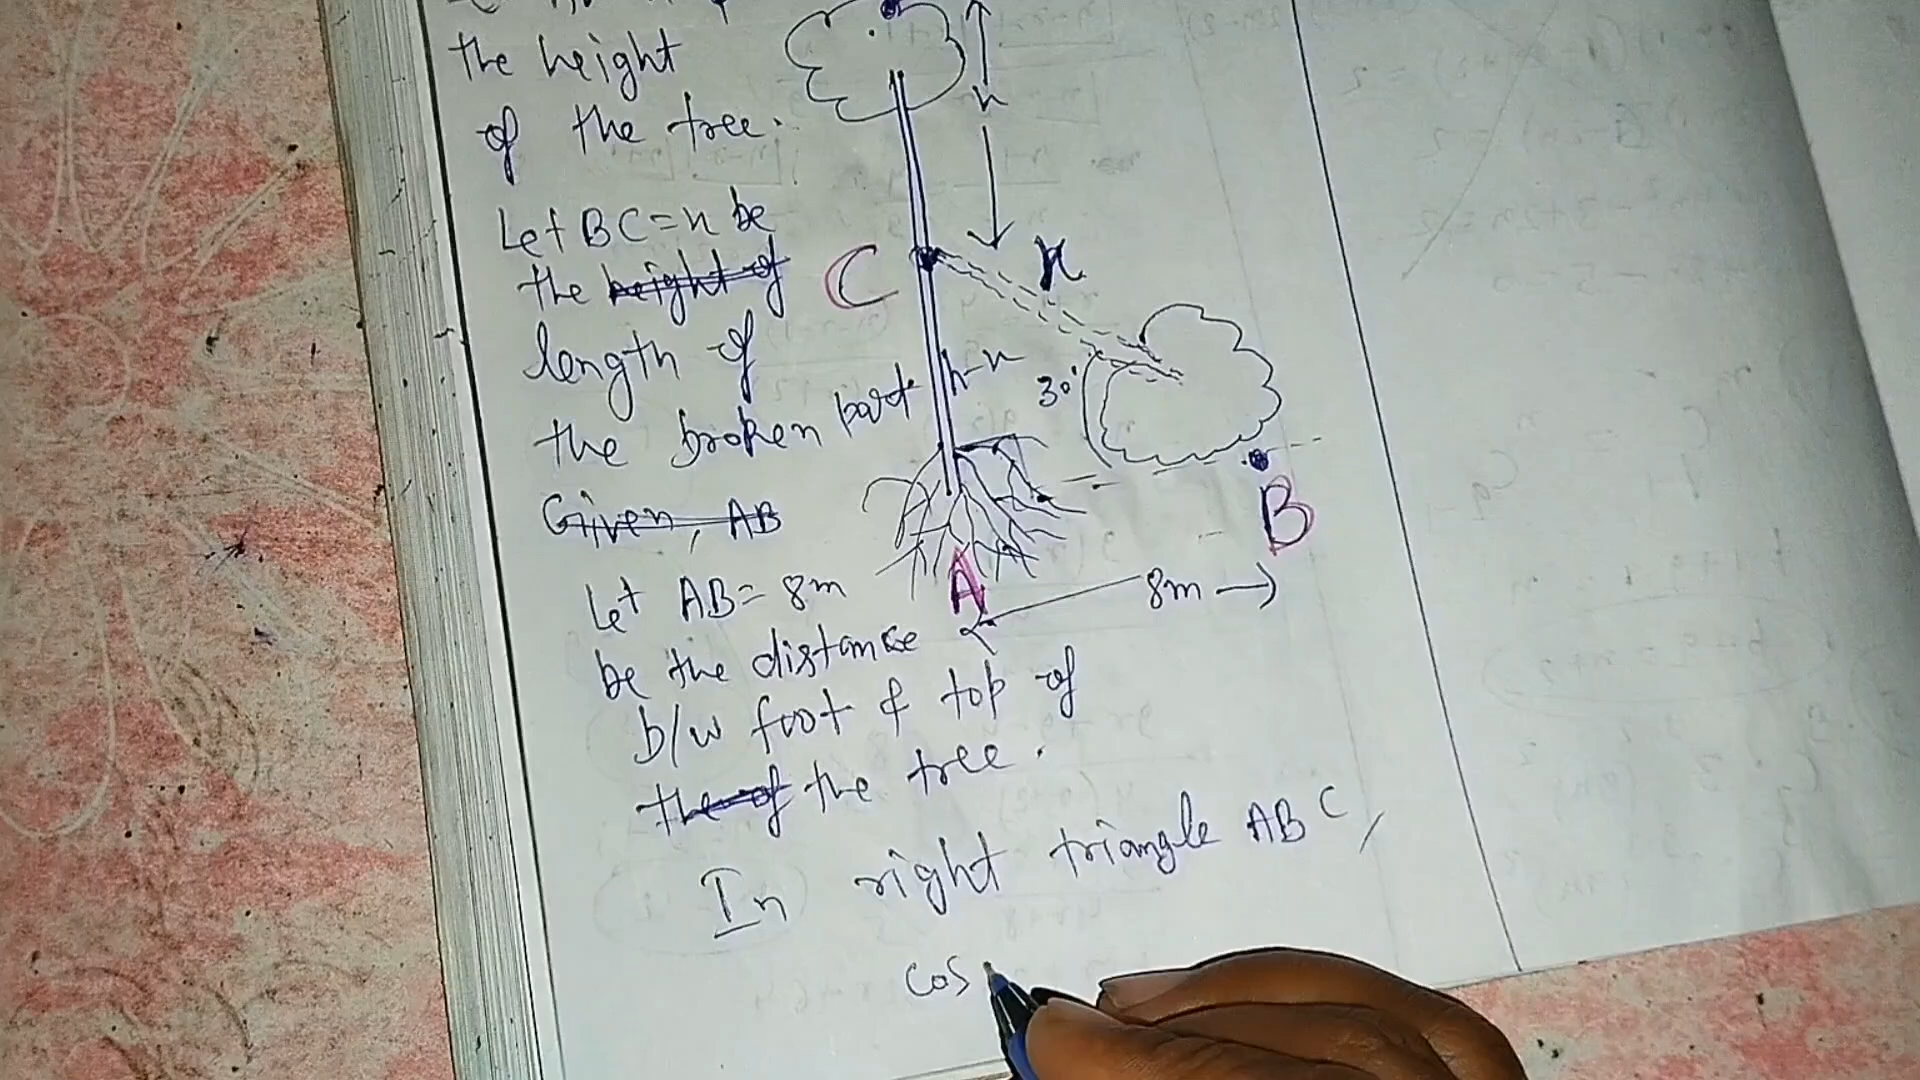 the height
of the tree.
Let BC = x be
the height of
length of
the broken part
Given, AB
Let AB = 8m
be the distance
b/w foot & top of
the of the tree.
In right triangle ABC,
cos
x
C
x
h-x
30°
B
A
8m